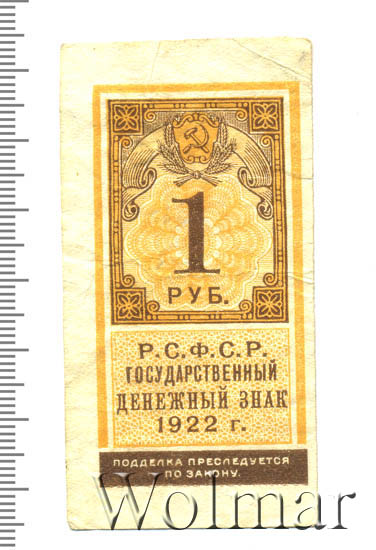 1
РУБ.
Р.С.Ф.С.Р.
ГОСУДАРСТВЕННЫЙ
ДЕНЕЖНЫЙ ЗНАК
1922 г.
ПОДДЕЛКА ПРЕСЛЕДУЕТСЯ
ПО ЗАКОНУ.
Wolmar